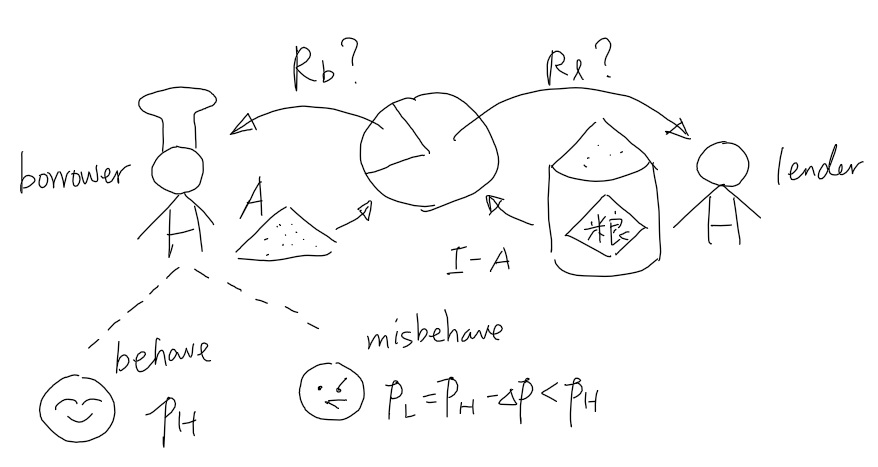 Rb?
Rl?
borrower
lender
A
粮
I-A
behave
misbehave
PH
PL=PH-ΔP<PH